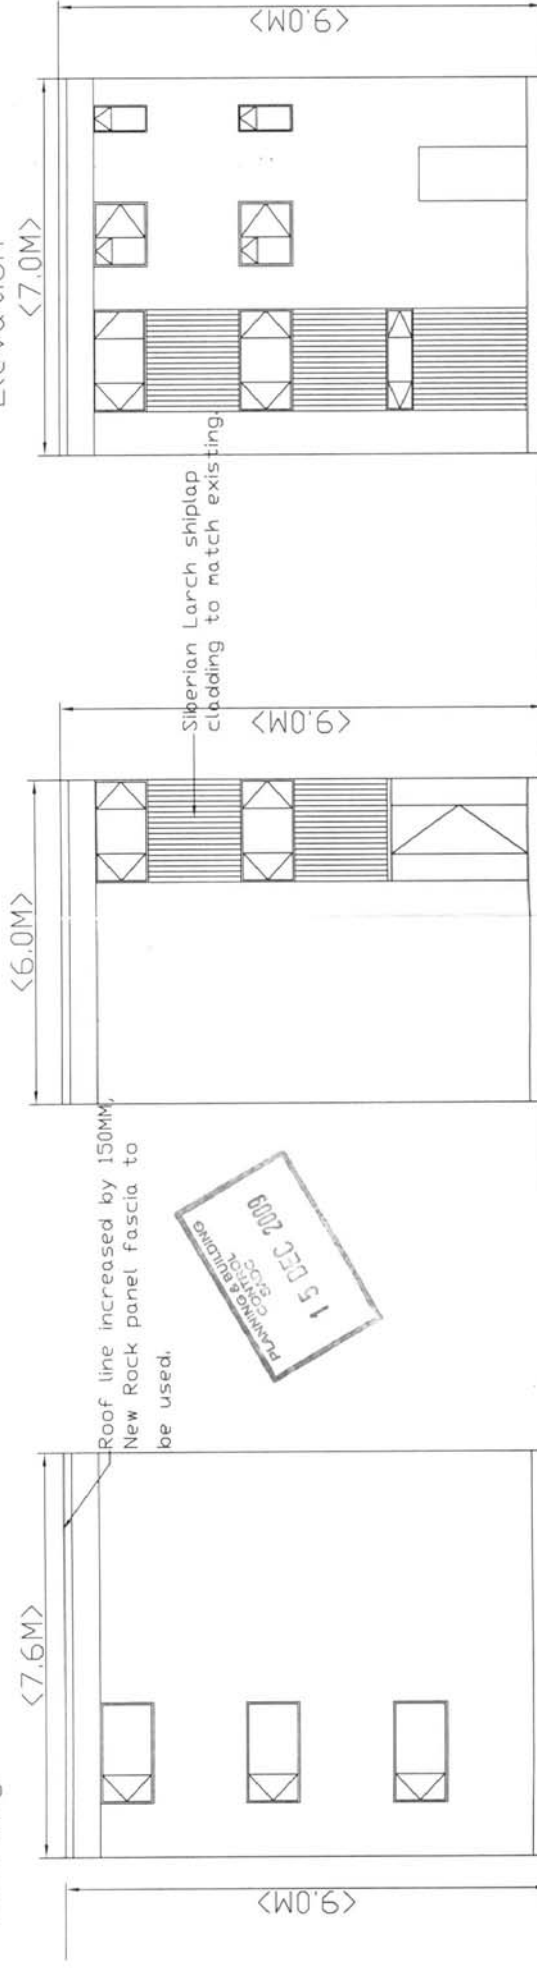 <7.6M>
<9.0M>
Roof line increased by 150MM,
New Rock panel fascia to
be used.
PLANNING & BUILDING
CONTROL
SADC
15 DEC 2009
<6.0M>
<9.0M>
Siberian Larch shiplap
cladding to match existing.
Elevation
<7.0M>
<9.0M>